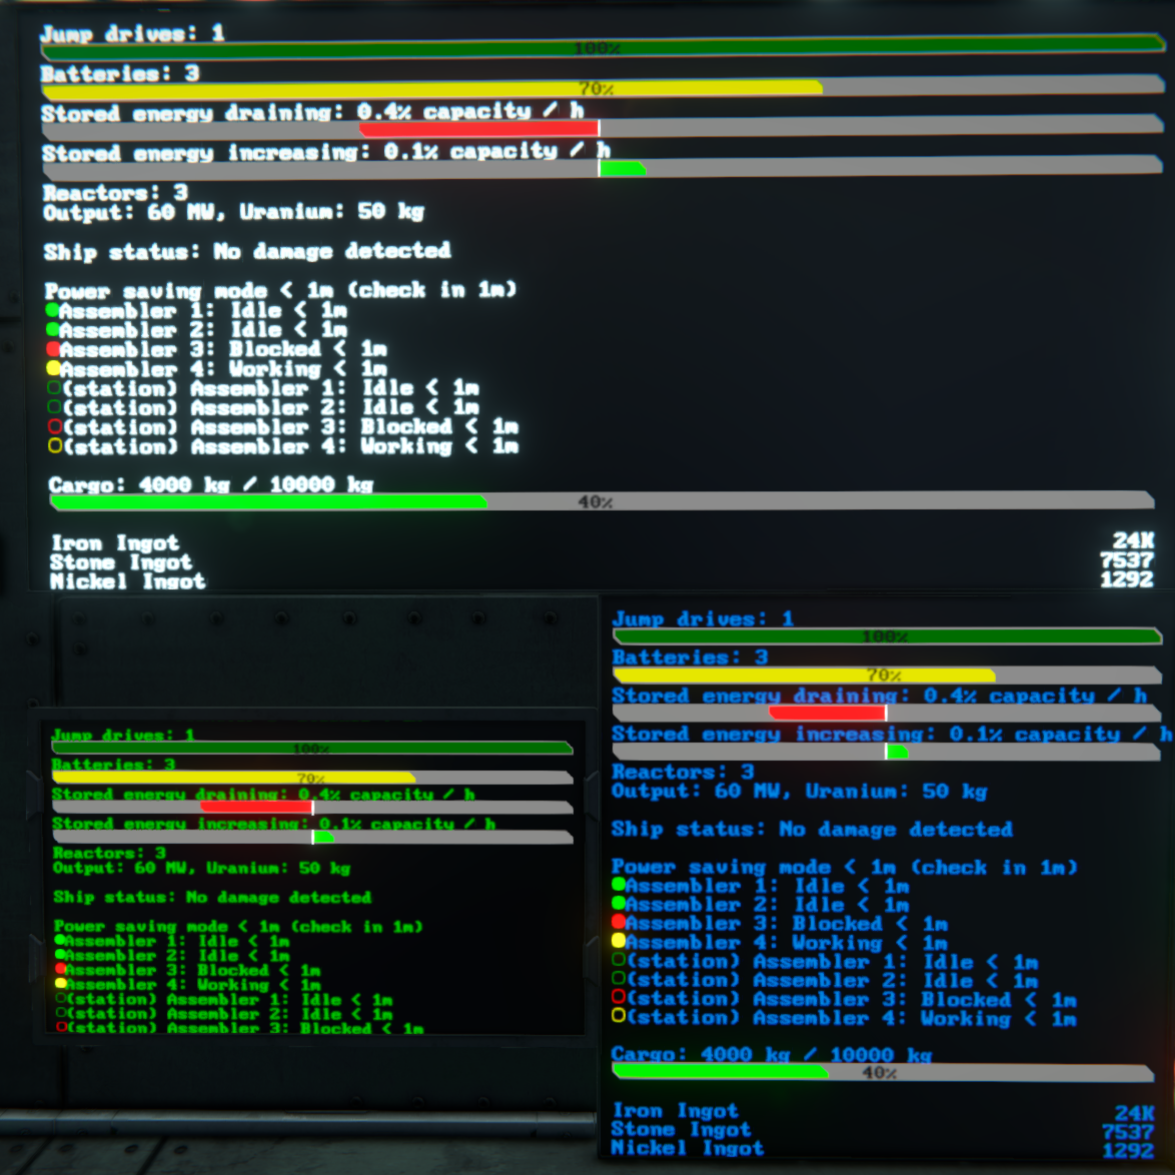 Jump drives: 1
100%
Batteries: 3
70%
Stored energy draining: 0.4% capacity / h
Stored energy increasing: 0.1% capacity / h
Reactors: 3
Output: 60 MW, Uranium: 50 kg
Ship status: No damage detected
Power saving mode < 1m (check in 1m)
Assembler 1: Idle < 1m
Assembler 2: Idle < 1m
Assembler 3: Blocked < 1m
Assembler 4: Working < 1m
(station) Assembler 1: Idle < 1m
(station) Assembler 2: Idle < 1m
(station) Assembler 3: Blocked < 1m
(station) Assembler 4: Working < 1m
Cargo: 4000 kg / 10000 kg
40%
Iron Ingot 24K
Stone Ingot 7537
Nickel Ingot 1292
Jump drives: 1
100%
Batteries: 3
70%
Stored energy draining: 0.4% capacity / h
Stored energy increasing: 0.1% capacity / h
Reactors: 3
Output: 60 MW, Uranium: 50 kg
Ship status: No damage detected
Power saving mode < 1m (check in 1m)
Assembler 1: Idle < 1m
Assembler 2: Idle < 1m
Assembler 3: Blocked < 1m
Assembler 4: Working < 1m
(station) Assembler 1: Idle < 1m
(station) Assembler 2: Idle < 1m
(station) Assembler 3: Blocked < 1m
Jump drives: 1
100%
Batteries: 3
70%
Stored energy draining: 0.4% capacity / h
Stored energy increasing: 0.1% capacity / h
Reactors: 3
Output: 60 MW, Uranium: 50 kg
Ship status: No damage detected
Power saving mode < 1m (check in 1m)
Assembler 1: Idle < 1m
Assembler 2: Idle < 1m
Assembler 3: Blocked < 1m
Assembler 4: Working < 1m
(station) Assembler 1: Idle < 1m
(station) Assembler 2: Idle < 1m
(station) Assembler 3: Blocked < 1m
(station) Assembler 4: Working < 1m
Cargo: 4000 kg / 10000 kg
40%
Iron Ingot 24K
Stone Ingot 7537
Nickel Ingot 1292